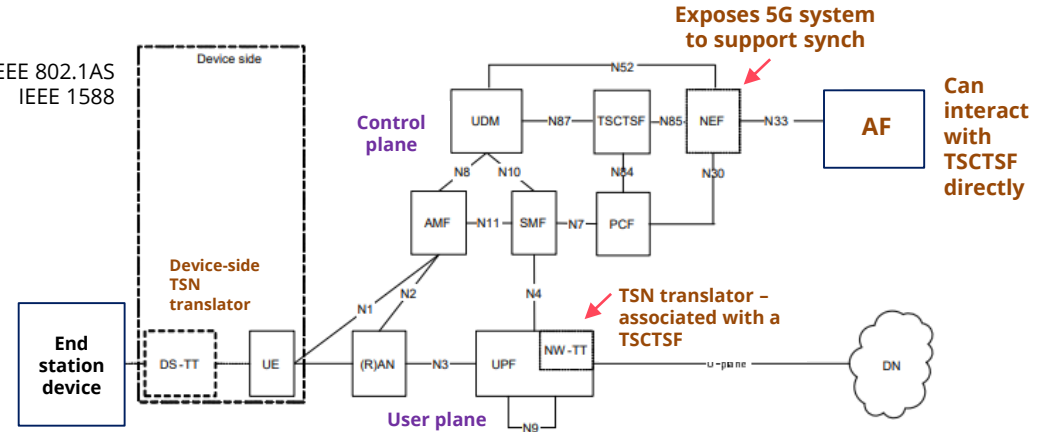 Exposes 5G system
to support synch
Device side
EEE 802.1AS
IEEE 1588
N52
Can
interact
with
TSCTSF
directly
Control
plane
UDM
N87
TSCTSF
N85
NEF
N33
AF
N8
N10
N84
N30
AMF
N11
SMF
N7
PCF
Device-side
TSN
translator
N1
N2
N4
TSN translator –
associated with a
TSCTSF
End
station
device
DS-TT
UE
(R)AN
N3
UPF
NW-TT
U-plane
DN
User plane
N9